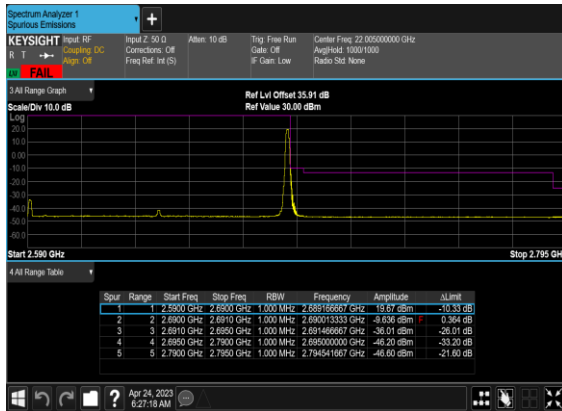 Spectrum Analyzer 1
Spurious Emissions
KEYSIGHT Input: RF Input Z: 50 Ω Atten: 10 dB Trig: Free Run Center Freq: 22.005000000 GHz
R T Coupling: DC Corrections: Off Gate: Off Avg|Hold: 1000/1000
Align: Off Freq Ref: Int (S) IF Gain: Low Radio Std: None
FAIL
3 All Range Graph
Ref Lvl Offset 35.91 dB
Scale/Div 10.0 dB Ref Value 30.00 dBm
Log
20.0
10.0
0.00
-10.0
-20.0
-30.0
-40.0
-50.0
-60.0
Start 2.590 GHz Stop 2.795 GH
4 All Range Table
Spur Range Start Freq Stop Freq RBW Frequency Amplitude ΔLimit
1 1 2.5900 GHz 2.6900 GHz 1.000 MHz 2.689166667 GHz 19.67 dBm -10.33 dB
2 2 2.6900 GHz 2.6910 GHz 1.000 MHz 2.690013333 GHz -9.636 dBm F 0.364 dB
3 3 2.6910 GHz 2.6950 GHz 1.000 MHz 2.691466667 GHz -36.01 dBm -26.01 dB
4 4 2.6950 GHz 2.7900 GHz 1.000 MHz 2.695000000 GHz -46.20 dBm -33.20 dB
5 5 2.7900 GHz 2.7950 GHz 1.000 MHz 2.794541667 GHz -46.60 dBm -21.60 dB
Apr 24, 2023
6:27:18 AM